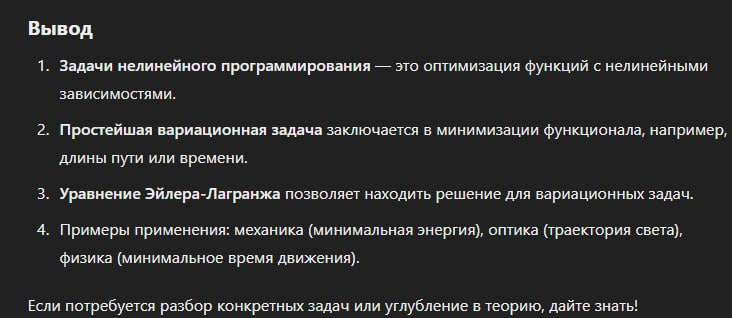 Вывод
1. Задачи нелинейного программирования — это оптимизация функций с нелинейными
зависимостями.
2. Простейшая вариационная задача заключается в минимизации функционала, например,
длины пути или времени.
3. Уравнение Эйлера-Лагранжа позволяет находить решение для вариационных задач.
4. Примеры применения: механика (минимальная энергия), оптика (траектория света),
физика (минимальное время движения).
Если потребуется разбор конкретных задач или углубление в теорию, дайте знать!